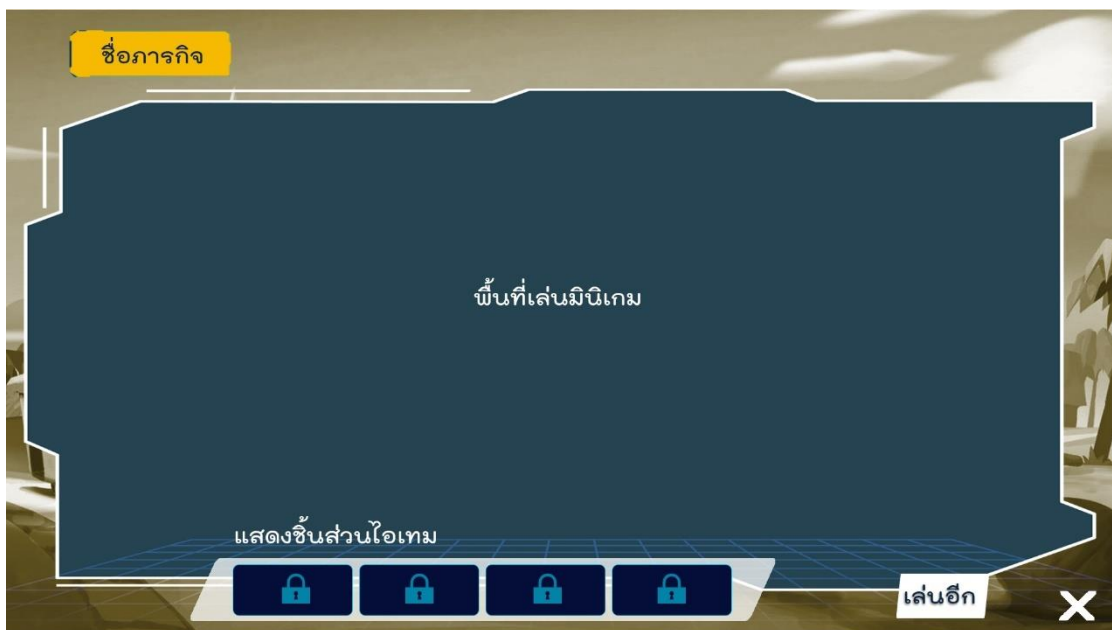 ชื่อภารกิจ
พื้นที่เล่นมินิเกม
แสดงชิ้นส่วนไอเทม
เล่นอีก